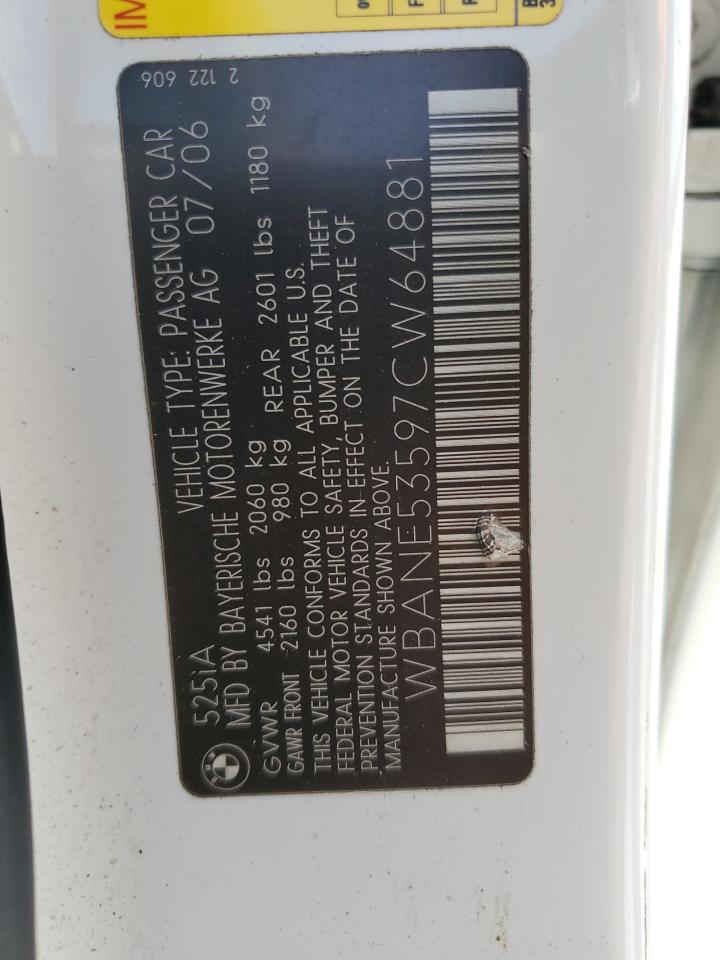 IM
2 122 606
525iA VEHICLE TYPE: PASSENGER CAR
MFD BY BAYERISCHE MOTORENWERKE AG 07/06
GVWR 4541 lbs 2060 kg
GAWR FRONT 2160 lbs 980 kg REAR 2601 lbs 1180 kg
THIS VEHICLE CONFORMS TO ALL APPLICABLE U.S.
FEDERAL MOTOR VEHICLE SAFETY, BUMPER AND THEFT
PREVENTION STANDARDS IN EFFECT ON THE DATE OF
MANUFACTURE SHOWN ABOVE.
WBANE53597CW64881